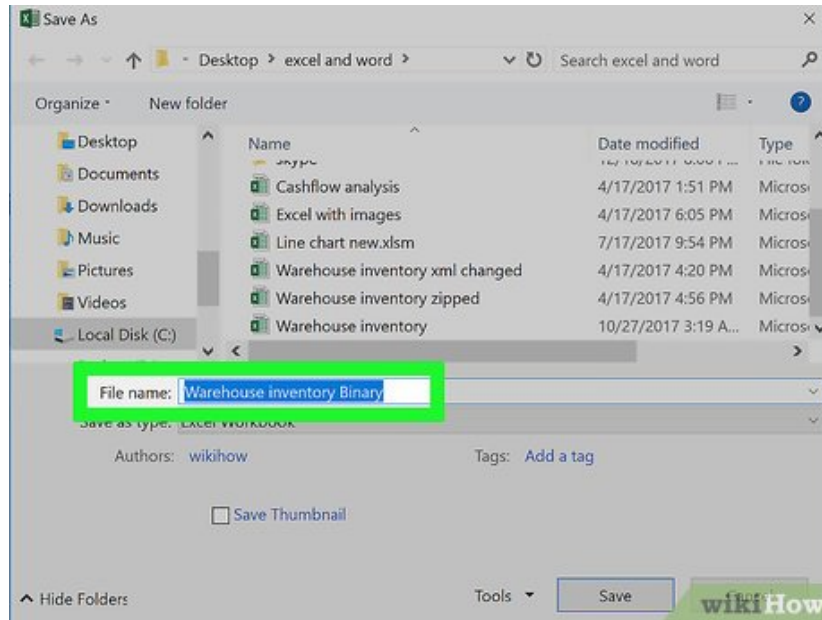 Save As
Desktop > excel and word >
Search excel and word
Organize
New folder
Name
Date modified
Type
Desktop
Documents
Downloads
Music
Pictures
Videos
Local Disk (C:)
Cashflow analysis 4/17/2017 1:51 PM
Excel with images 4/17/2017 6:05 PM
Line chart new.xlsm 7/17/2017 9:54 PM
Warehouse inventory xml changed 4/17/2017 4:20 PM
Warehouse inventory zipped 4/17/2017 4:56 PM
Warehouse inventory 10/27/2017 3:19 A...
File name: Warehouse inventory Binary
Save as type: Excel Workbook
Authors: wikihow
Tags: Add a tag
Save Thumbnail
Hide Folders
Tools
Save
wikiHow